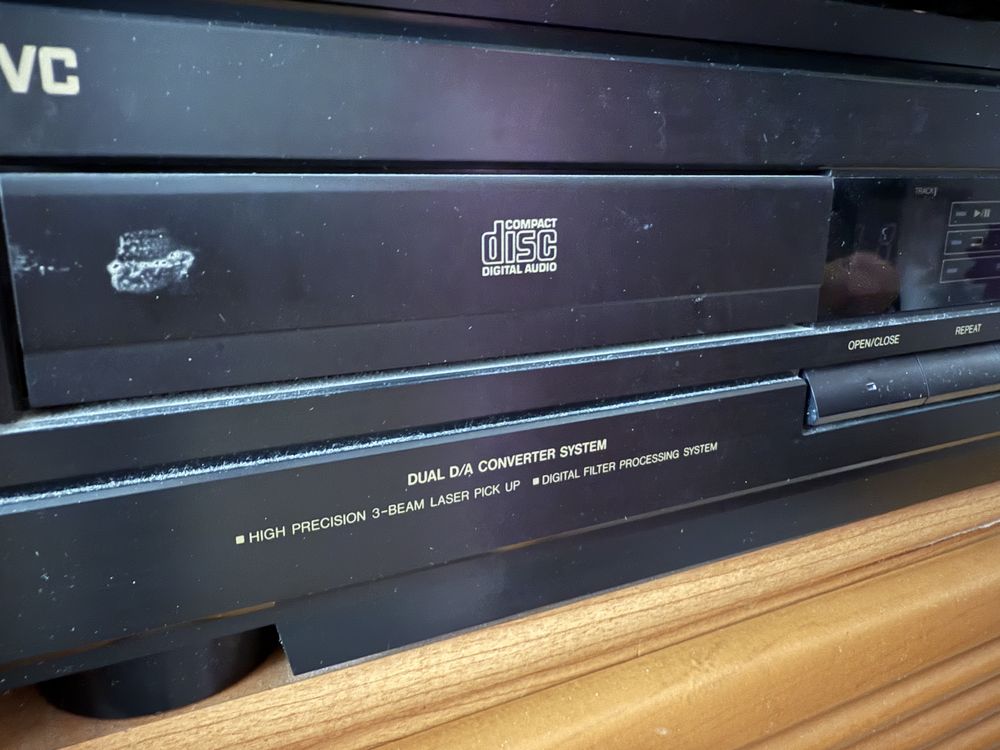 VC
TRACK
COMPACT
disc
DIGITAL AUDIO
OPEN/CLOSE
REPEAT
DUAL D/A CONVERTER SYSTEM
■ HIGH PRECISION 3-BEAM LASER PICK UP ■ DIGITAL FILTER PROCESSING SYSTEM